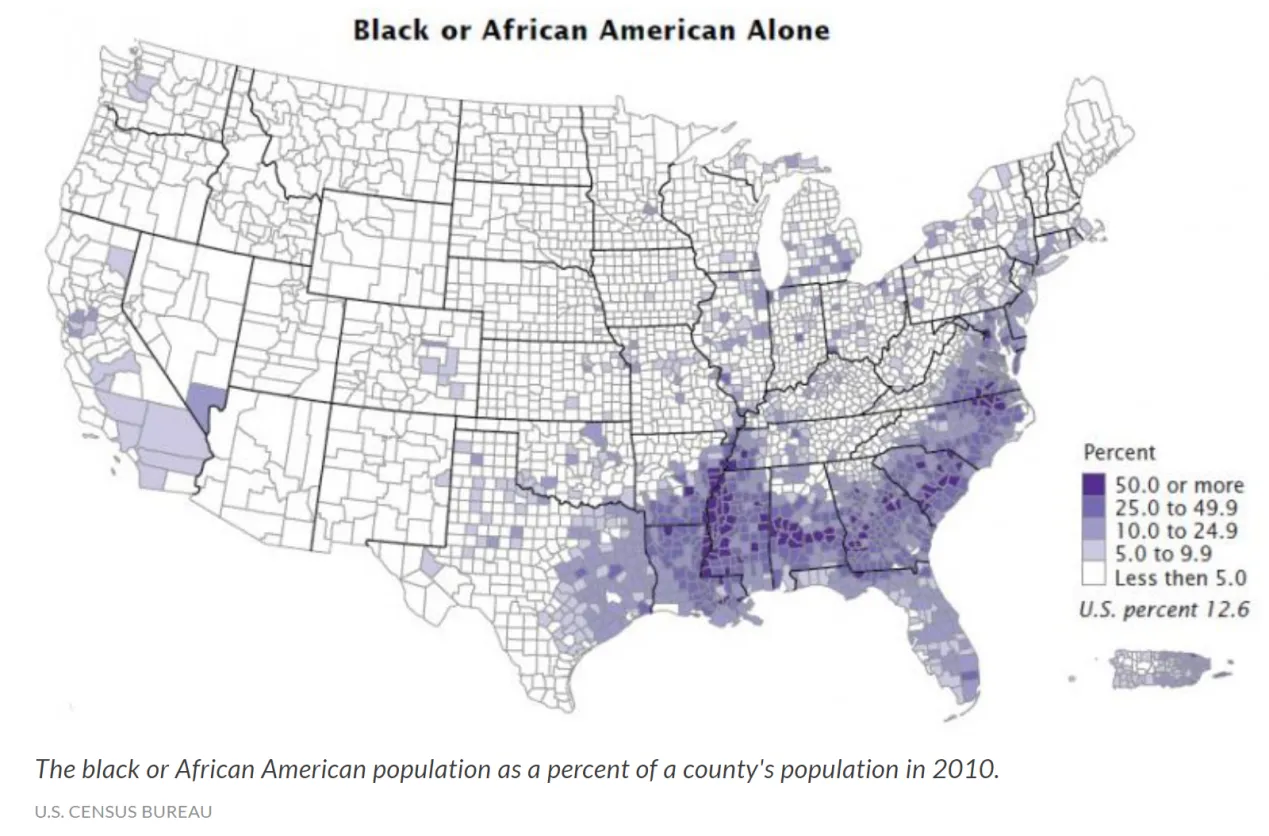 Black or African American Alone
Percent
50.0 or more
25.0 to 49.9
10.0 to 24.9
5.0 to 9.9
Less then 5.0
U.S. percent 12.6
The black or African American population as a percent of a county's population in 2010.
U.S. CENSUS BUREAU